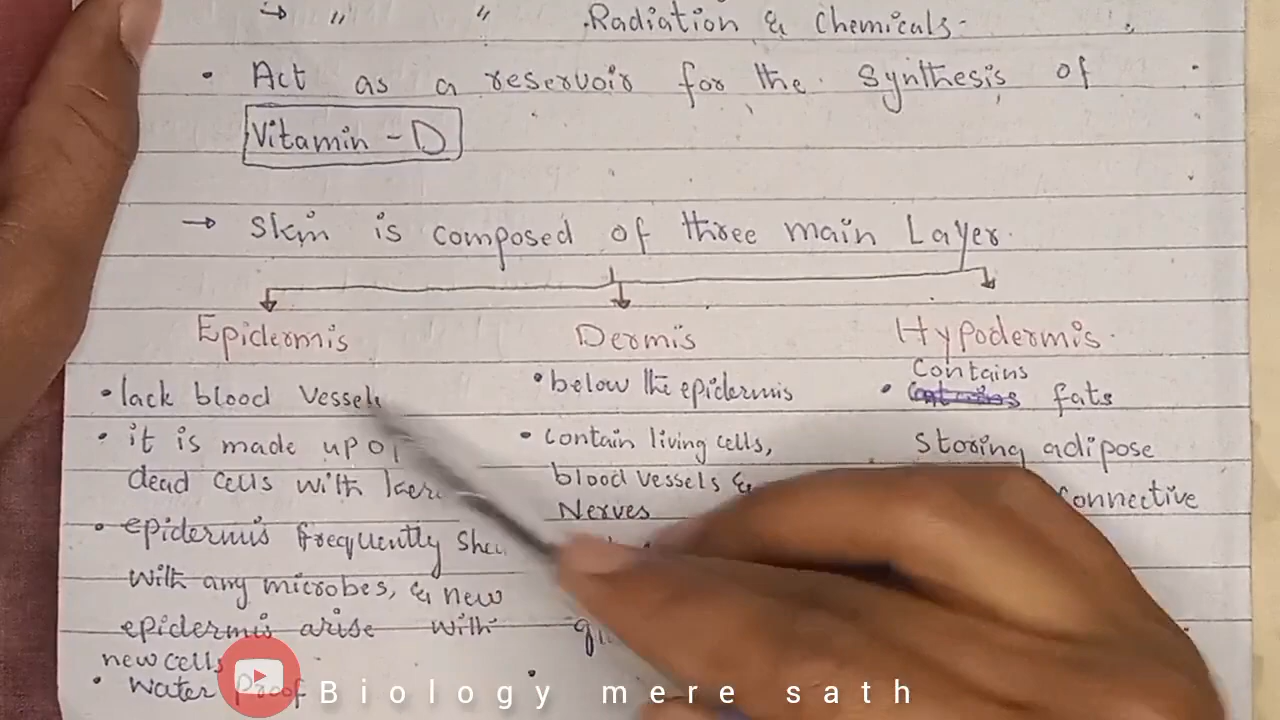 → " " Radiation & Chemicals-
• Act as a reservoir for the synthesis of
Vitamin - D
→ Skin is composed of three main Layer.
Epidermis
• lack blood vessels
• it is made up of
dead cells with
• epidermis frequently
with any microbes, & new
epidermis arise with
new cells
• Water Proof
Dermis
• below the epidermis
• contain living cells,
blood vessels &
Nerves
Hypodermis.
Contains
• fats
Storing adipose
connective
Biology mere sath